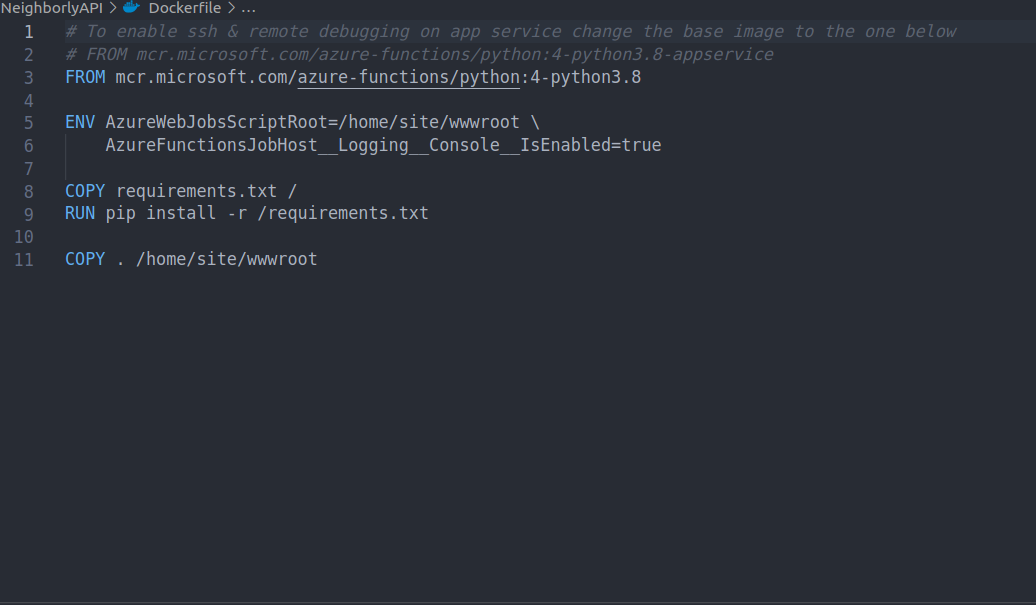 NeighborlyAPI > Dockerfile > ...
1 # To enable ssh & remote debugging on app service change the base image to the one below
2 # FROM mcr.microsoft.com/azure-functions/python:4-python3.8-appservice
3 FROM mcr.microsoft.com/azure-functions/python:4-python3.8
4
5 ENV AzureWebJobsScriptRoot=/home/site/wwwroot \
6     AzureFunctionsJobHost__Logging__Console__IsEnabled=true
7
8 COPY requirements.txt /
9 RUN pip install -r /requirements.txt
10
11 COPY . /home/site/wwwroot